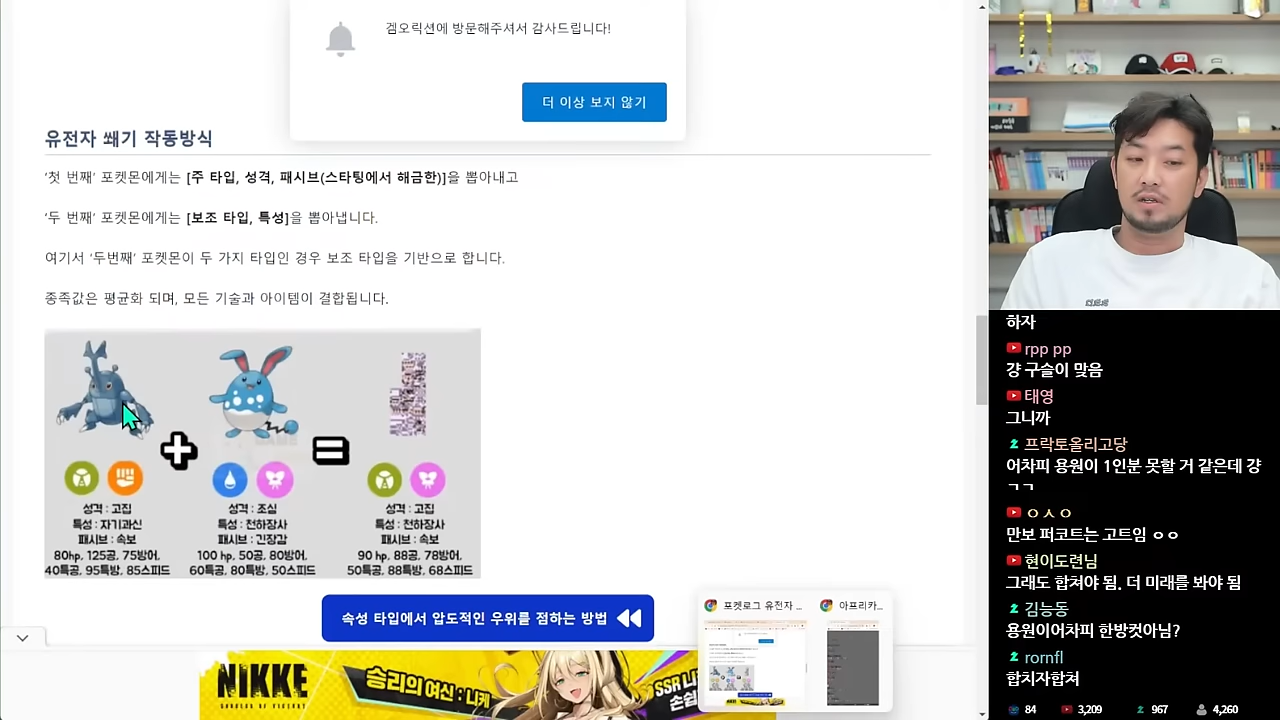 겜오릭션에 방문해주셔서 감사드립니다!
더 이상 보지 않기
유전자 쐐기 작동방식
‘첫 번째’ 포켓몬에게는 [주 타입, 성격, 패시브(스타팅에서 해금한)]을 뽑아내고
‘두 번째’ 포켓몬에게는 [보조 타입, 특성]을 뽑아냅니다.
여기서 ‘두번째’ 포켓몬이 두 가지 타입인 경우 보조 타입을 기반으로 합니다.
종족값은 평균화 되며, 모든 기술과 아이템이 결합됩니다.
성격 : 고집
특성 : 자기과신
패시브 : 속보
80hp, 125공, 75방어,
40특공, 95특방, 85스피드
성격 : 조심
특성 : 천하장사
패시브 : 긴장감
100 hp, 50공, 80방어,
60특공, 80특방, 50스피드
성격 : 고집
특성 : 천하장사
패시브 : 속보
90 hp, 88공, 78방어,
50특공, 88특방, 68스피드
숭성 타입에서 압도적인 우위를 점하는 방법
포켓로그 유전자 ...
아프리카...
NIKKE
GODDESS OF VICTORY
승리의 여신 : 니
SSR 니
손쉽
하자
rpp pp
걍 구슬이 맞음
태영
그니까
프락토올리고당
어차피 용원이 1인분 못할 거 같은데 걍
ㄱㄱ
ㅇㅅㅇ
만보 퍼코트는 고트임 ㅇㅇ
현이도련님
그래도 합쳐야 됨. 더 미래를 봐야 됨
김능동
용원이어차피 한방컷아님?
rornfl
합치자합쳐
84
3,209
967
4,260